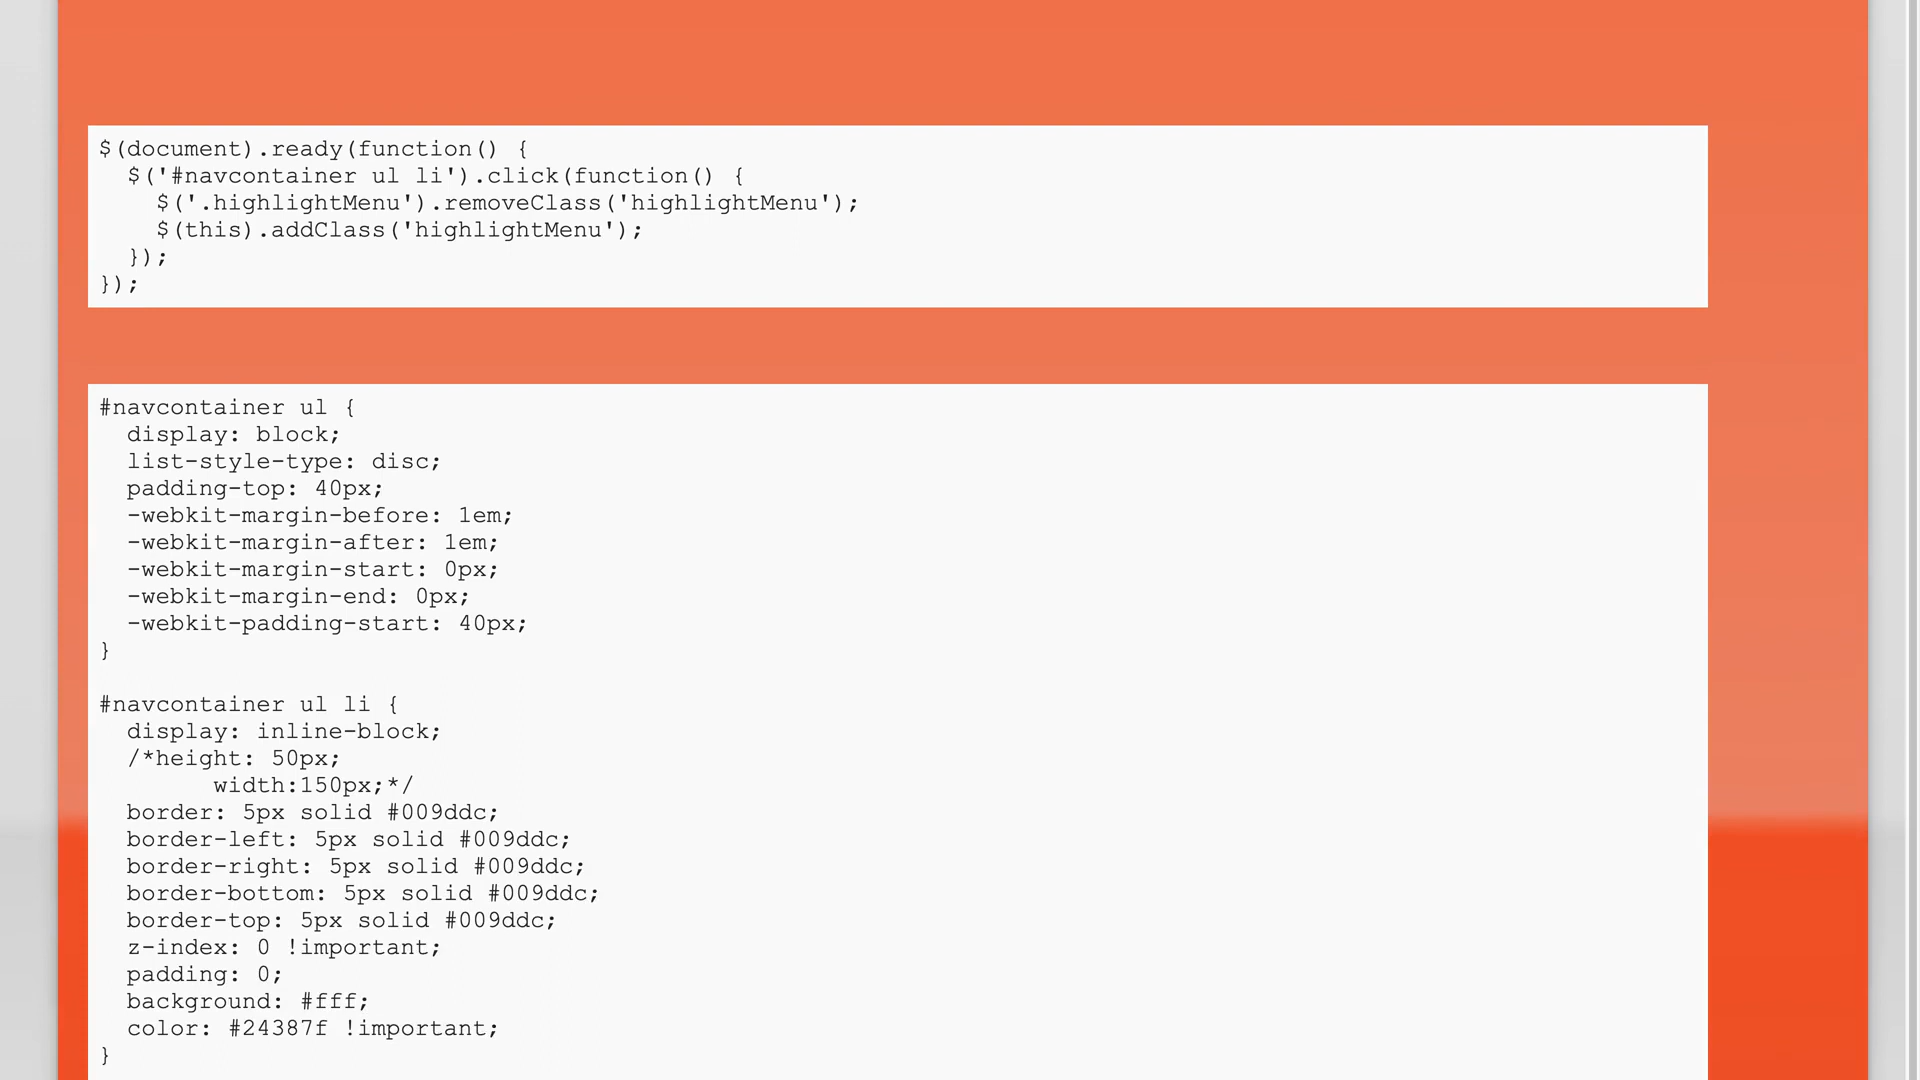 $(document).ready(function() {
  $('#navcontainer ul li').click(function() {
    $('.highlightMenu').removeClass('highlightMenu');
    $(this).addClass('highlightMenu');
  });
});
#navcontainer ul {
  display: block;
  list-style-type: disc;
  padding-top: 40px;
  -webkit-margin-before: 1em;
  -webkit-margin-after: 1em;
  -webkit-margin-start: 0px;
  -webkit-margin-end: 0px;
  -webkit-padding-start: 40px;
}
#navcontainer ul li {
  display: inline-block;
  /*height: 50px;
        width:150px;*/
  border: 5px solid #009ddc;
  border-left: 5px solid #009ddc;
  border-right: 5px solid #009ddc;
  border-bottom: 5px solid #009ddc;
  border-top: 5px solid #009ddc;
  z-index: 0 !important;
  padding: 0;
  background: #fff;
  color: #24387f !important;
}